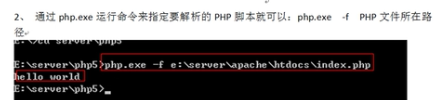 2、 通过 php.exe 运行命令来指定要解析的 PHP 脚本就可以：php.exe -f PHP 文件所在路
径
E:\>cd server\php5
E:\server\php5>php.exe -f e:\server\apache\htdocs\index.php
hello world
E:\server\php5>